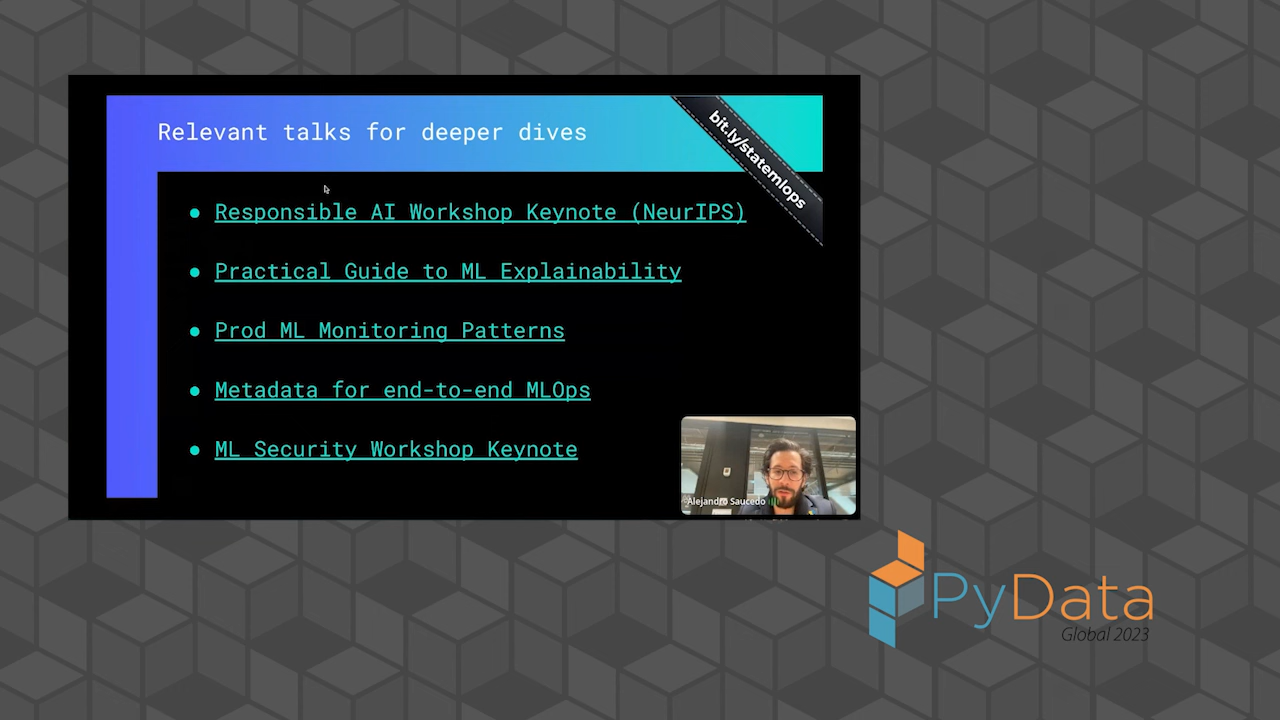 Relevant talks for deeper dives
bit.ly/statemlops
Responsible AI Workshop Keynote (NeurIPS)
Practical Guide to ML Explainability
Prod ML Monitoring Patterns
Metadata for end-to-end MLOps
ML Security Workshop Keynote
Alejandro Saucedo
PyData
Global 2023